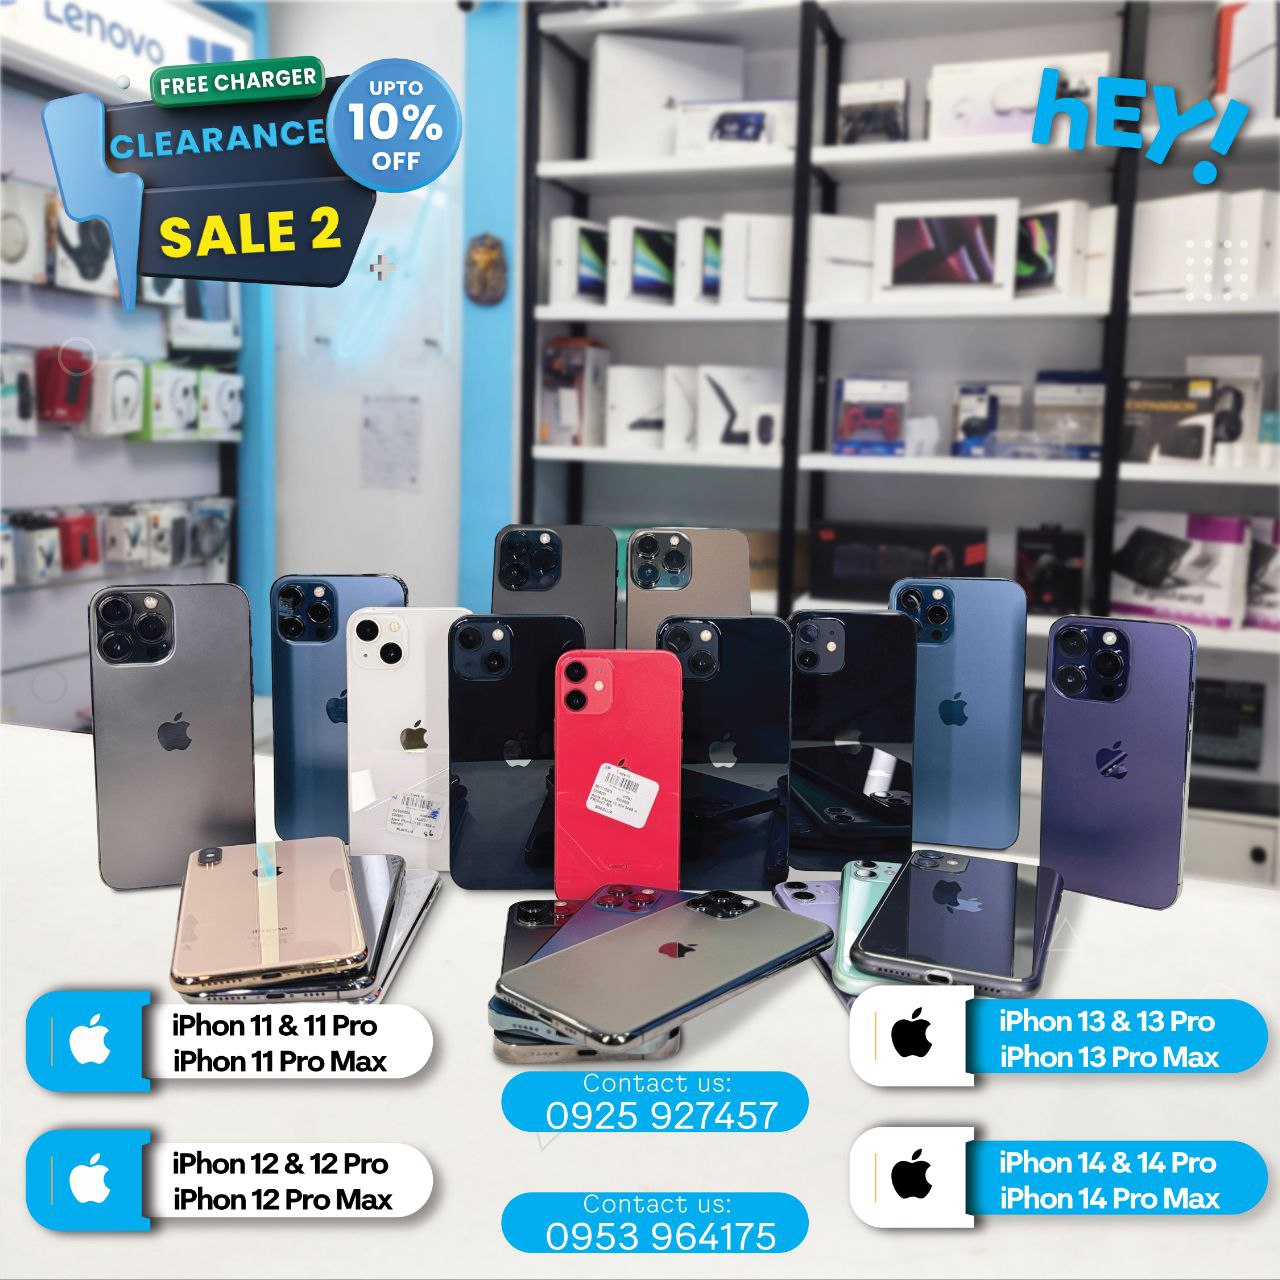 Lenovo
FREE CHARGER
CLEARANCE
SALE 2
UPTO
10%
OFF
hEY!
iPhon 11 & 11 Pro
iPhon 11 Pro Max
iPhon 12 & 12 Pro
iPhon 12 Pro Max
Contact us:
0925 927457
Contact us:
0953 964175
iPhon 13 & 13 Pro
iPhon 13 Pro Max
iPhon 14 & 14 Pro
iPhon 14 Pro Max